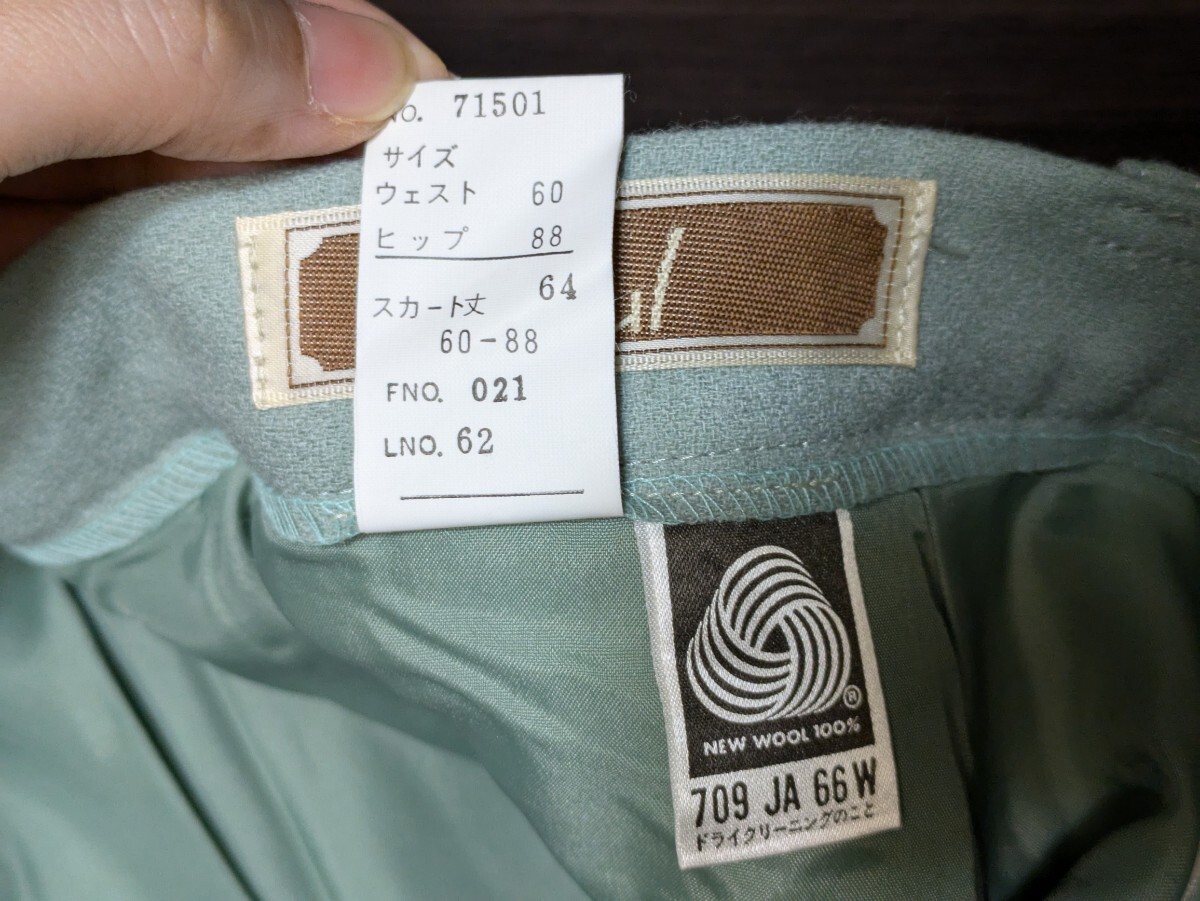 NO. 71501
サイズ
ウェスト 60
ヒップ 88
スカート丈 64
60-88
FNO. 021
LNO. 62
®
NEW WOOL 100%
709 JA 66 W
ドライクリーニングのこと